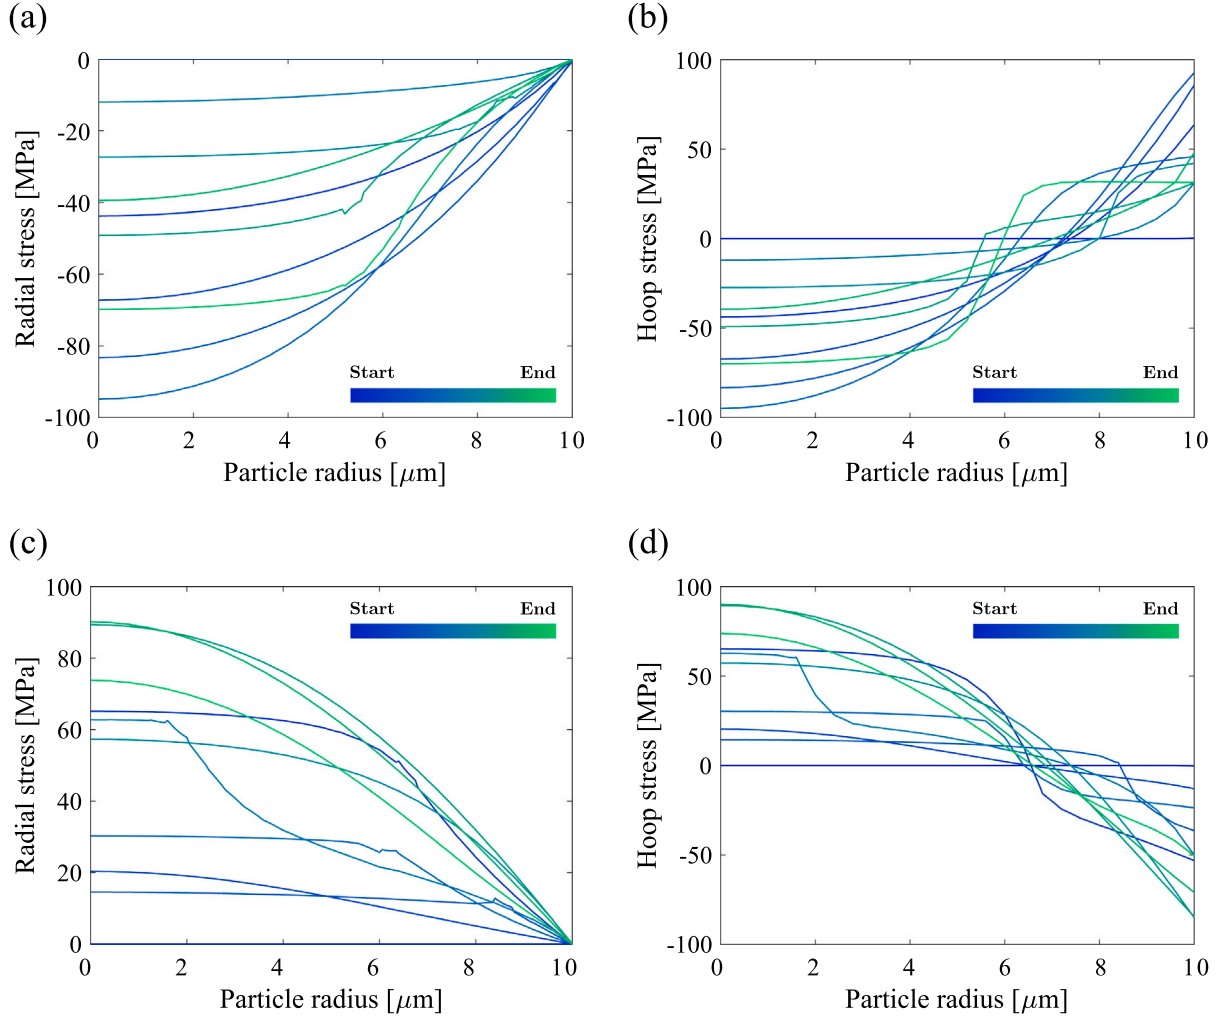 (a)
Radial stress [MPa]
0
-20
-40
-60
-80
-100
Start End
0 2 4 6 8 10
Particle radius [μm]
(b)
Hoop stress [MPa]
100
50
0
-50
-100
Start End
0 2 4 6 8 10
Particle radius [μm]
(c)
Radial stress [MPa]
100
80
60
40
20
0
Start End
0 2 4 6 8 10
Particle radius [μm]
(d)
Hoop stress [MPa]
100
50
0
-50
-100
Start End
0 2 4 6 8 10
Particle radius [μm]